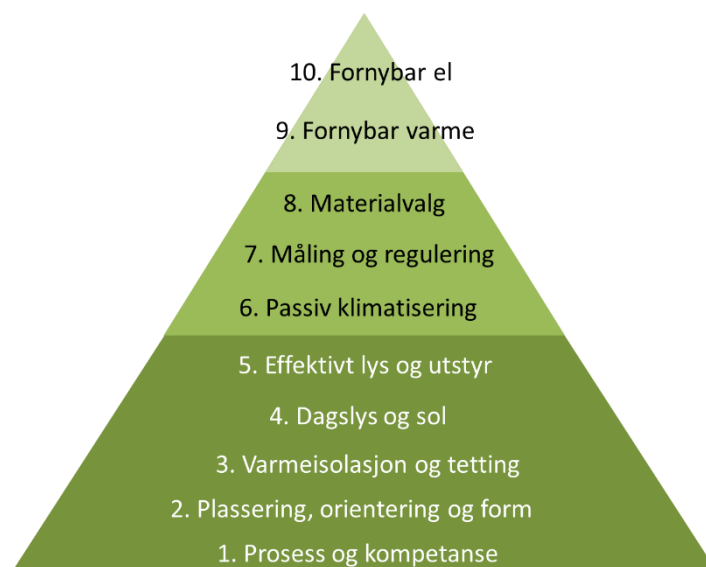 10. Fornybar el
9. Fornybar varme
8. Materialvalg
7. Måling og regulering
6. Passiv klimatisering
5. Effektivt lys og utstyr
4. Dagslys og sol
3. Varmeisolasjon og tetting
2. Plassering, orientering og form
1. Prosess og kompetanse